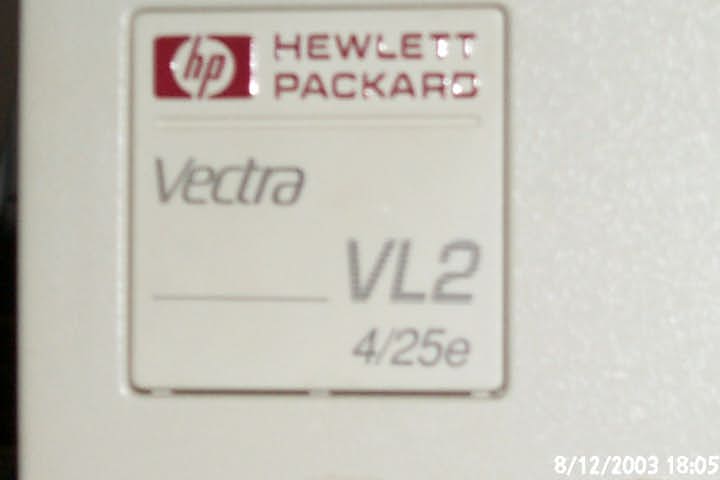 hp HEWLETT
PACKARD
Vectra
VL2
4/25e
8/12/2003 18:05